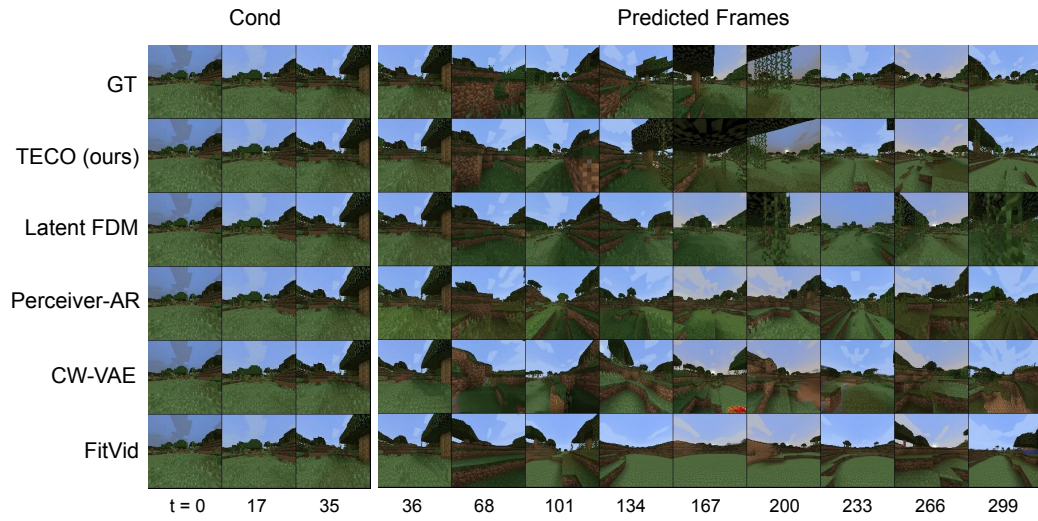 Cond Predicted Frames
GT
TECO (ours)
Latent FDM
Perceiver-AR
CW-VAE
FitVid
t = 0 17 35 36 68 101 134 167 200 233 266 299